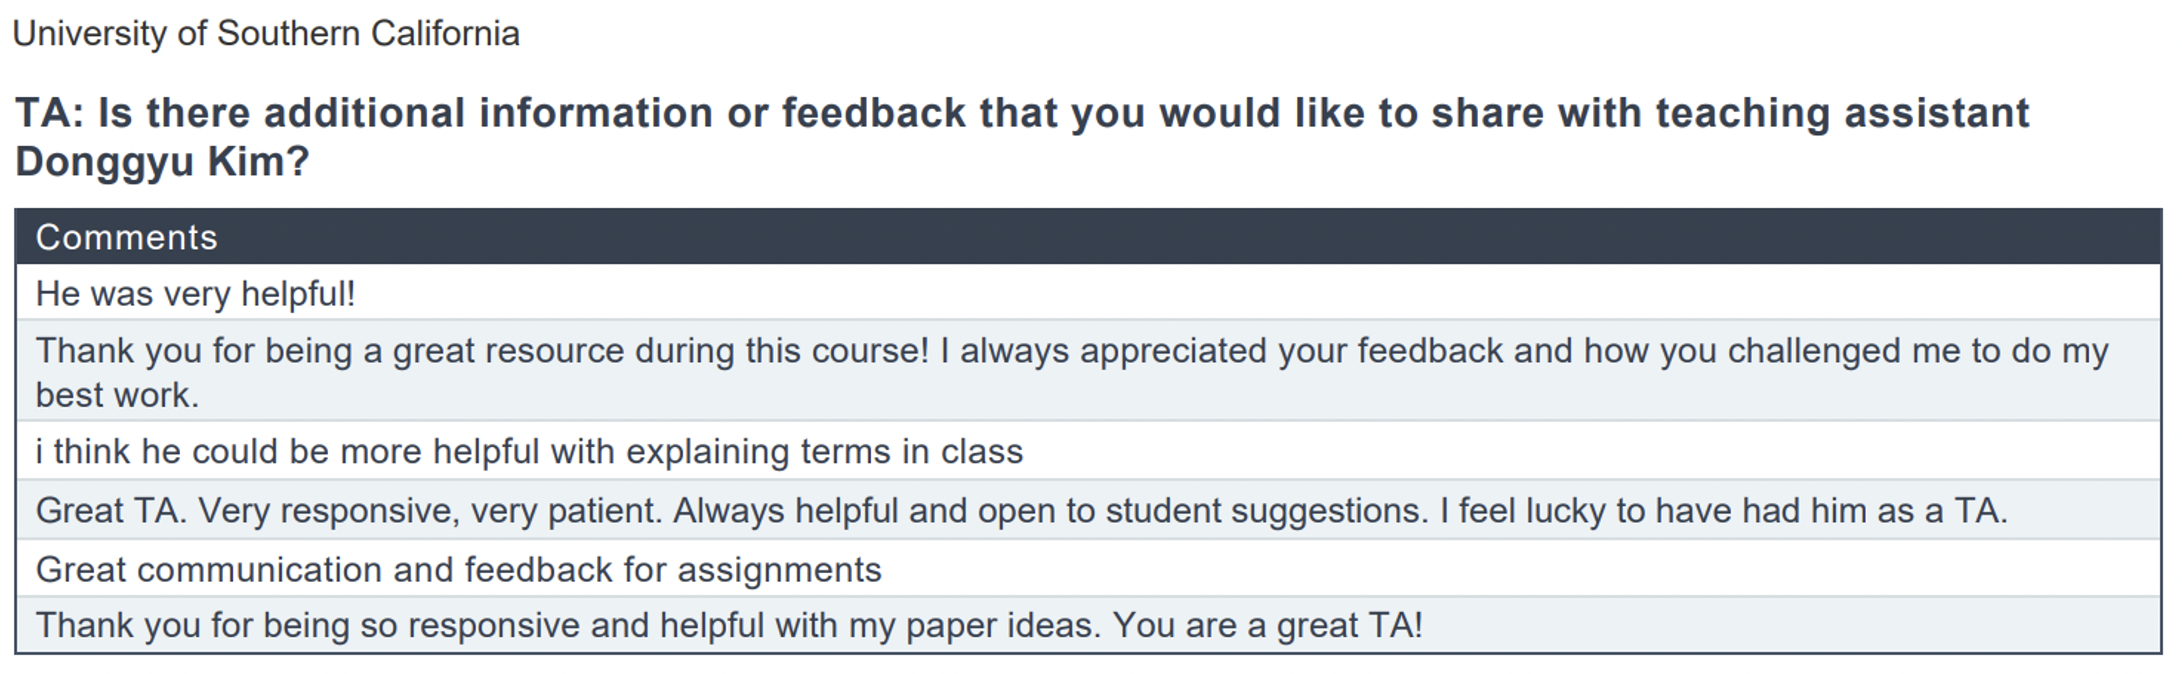 University of Southern California
TA: Is there additional information or feedback that you would like to share with teaching assistant
Donggyu Kim?
Comments
He was very helpful!
Thank you for being a great resource during this course! I always appreciated your feedback and how you challenged me to do my
best work.
i think he could be more helpful with explaining terms in class
Great TA. Very responsive, very patient. Always helpful and open to student suggestions. I feel lucky to have had him as a TA.
Great communication and feedback for assignments
Thank you for being so responsive and helpful with my paper ideas. You are a great TA!